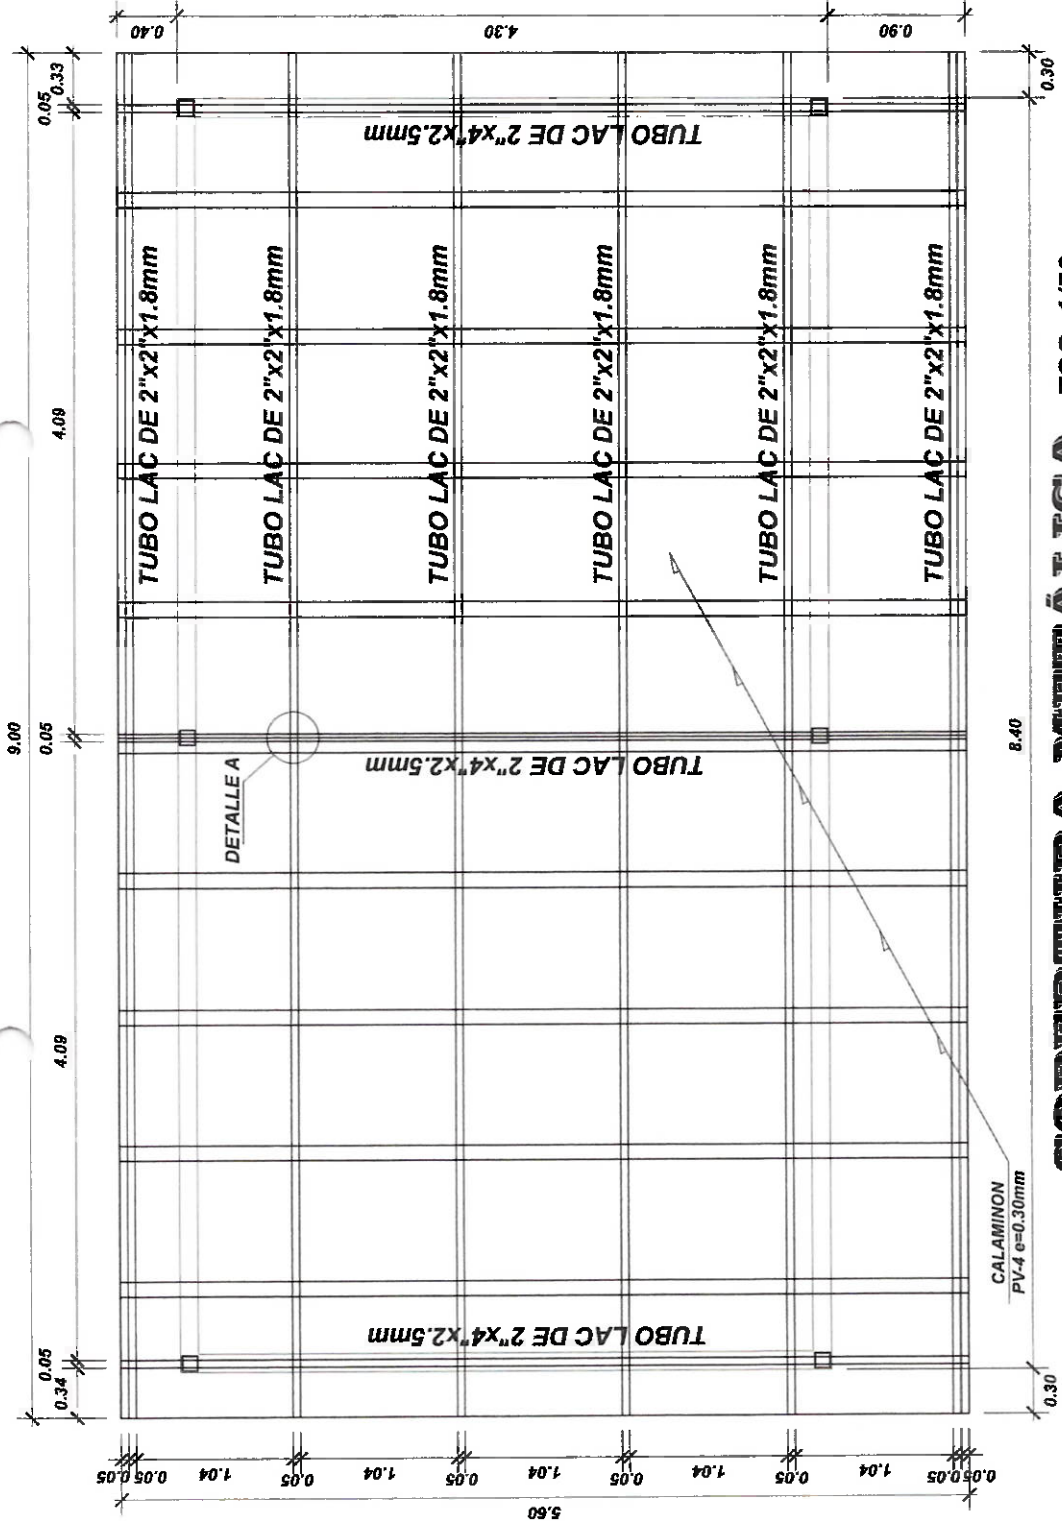 9.00
0.34
0.05
4.09
0.05
4.09
0.05
0.33
0.40
4.30
0.90
TUBO LAC DE 2"x2"x1.8mm
TUBO LAC DE 2"x2"x1.8mm
TUBO LAC DE 2"x2"x1.8mm
TUBO LAC DE 2"x2"x1.8mm
TUBO LAC DE 2"x2"x1.8mm
TUBO LAC DE 2"x2"x1.8mm
TUBO LAC DE 2"x4"x2.5mm
TUBO LAC DE 2"x4"x2.5mm
TUBO LAC DE 2"x4"x2.5mm
DETALLE A
CALAMINON
PV-4 e=0.30mm
5.60
0.05
0.05
1.04
0.05
1.04
0.05
1.04
0.05
1.04
0.05
1.04
0.05
0.05
0.30
8.40
0.30